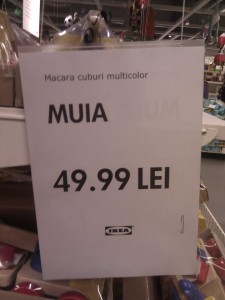 Macara cuburi multicolor
MUIA
49.99 LEI
IKEA